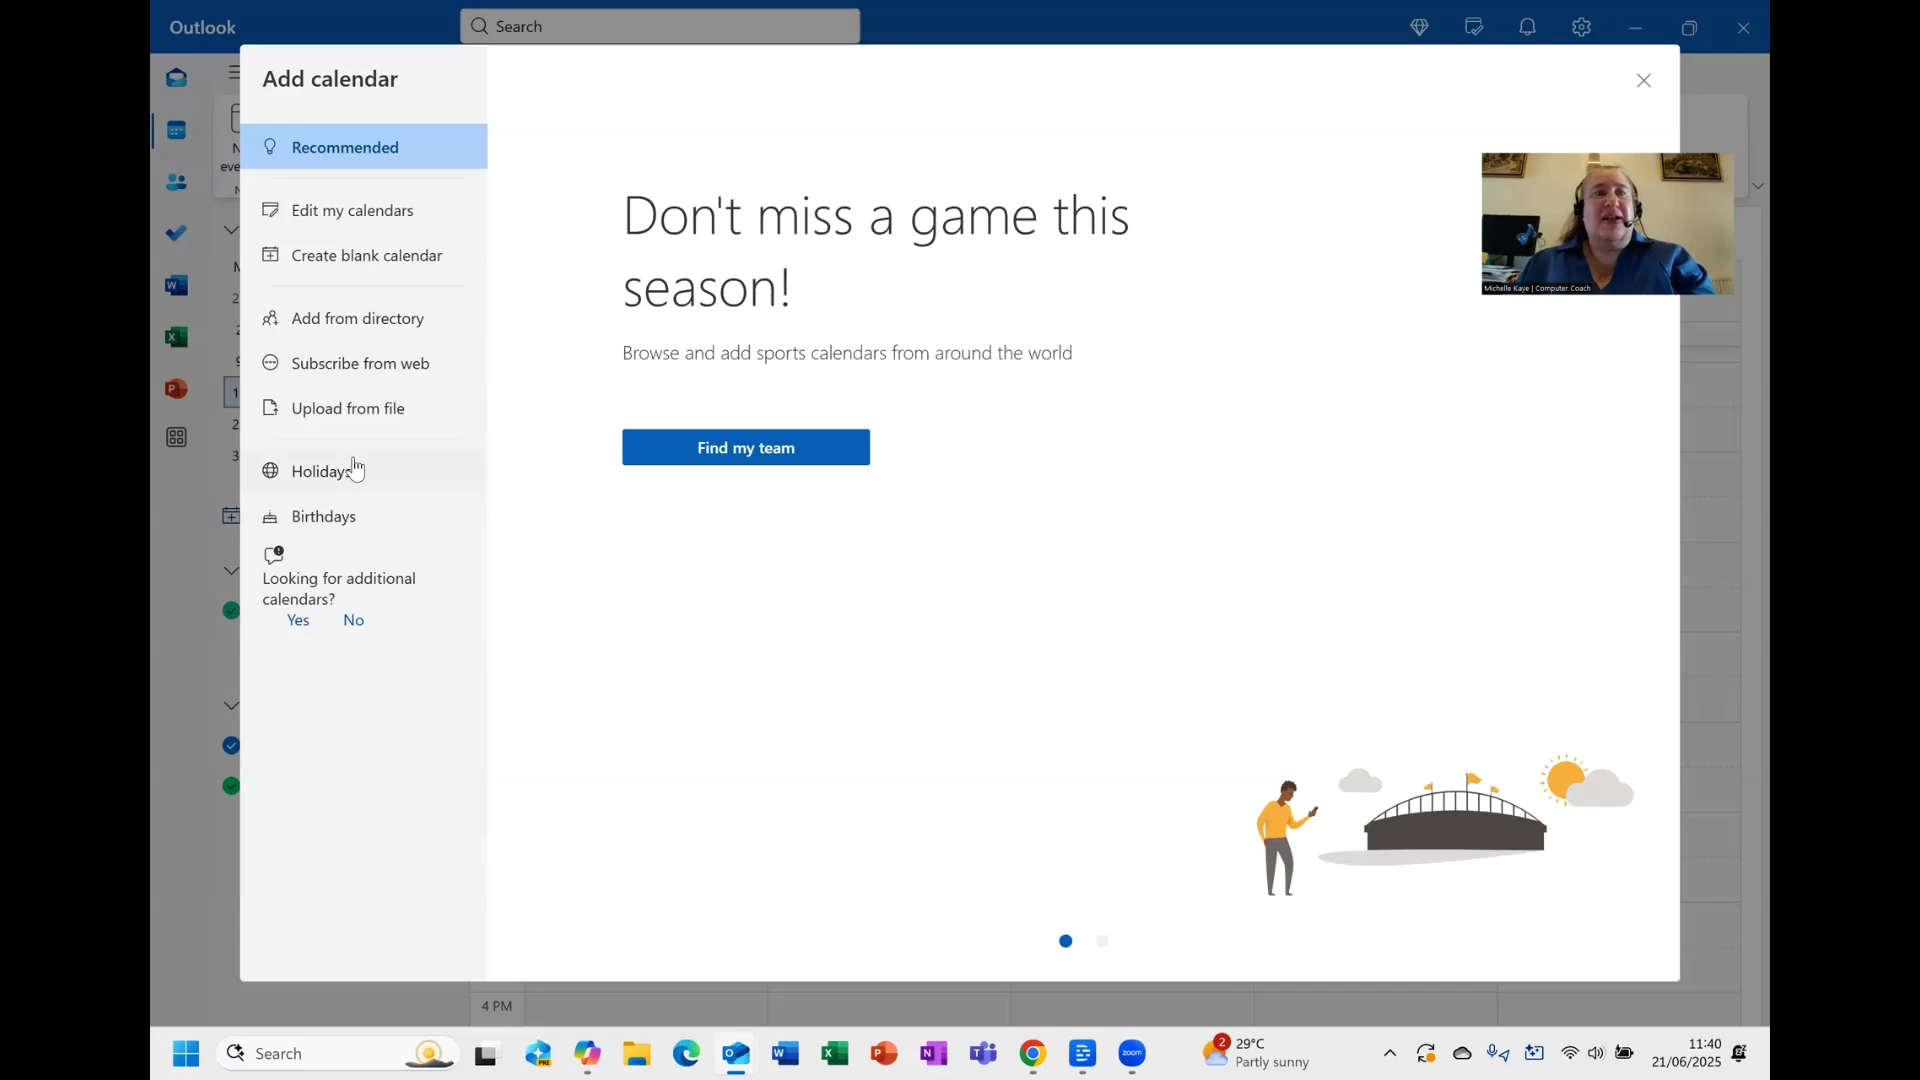 Outlook
Search
Add calendar
Recommended
Edit my calendars
Create blank calendar
Add from directory
Subscribe from web
Upload from file
Holidays
Birthdays
Looking for additional
calendars?
Yes No
Don't miss a game this
season!
Browse and add sports calendars from around the world
Find my team
Michelle Kaye | Computer Coach
4 PM
Search
PRE
zoom
2
29°C
Partly sunny
11:40
21/06/2025